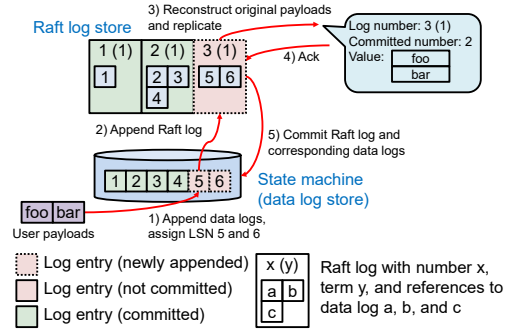 3) Reconstruct original payloads
and replicate
Raft log store
1 (1) 2 (1) 3 (1)
1 2 3 5 6
4
Log number: 3 (1)
Committed number: 2
Value: foo
bar
4) Ack
2) Append Raft log
5) Commit Raft log and
corresponding data logs
1 2 3 4 5 6
State machine
(data log store)
foo bar
User payloads
1) Append data logs,
assign LSN 5 and 6
Log entry (newly appended)
Log entry (not committed)
Log entry (committed)
x (y)
a b
c
Raft log with number x,
term y, and references to
data log a, b, and c